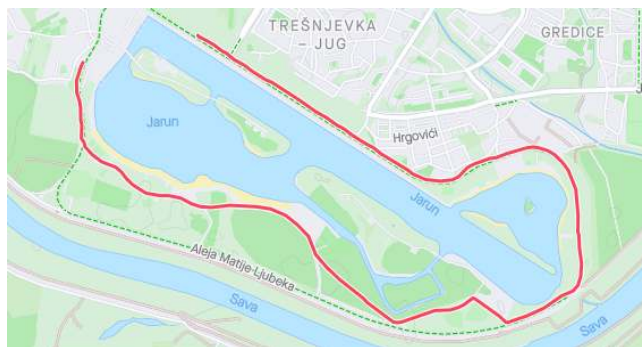 TREŠNJEVKA
– JUG
GREDICE
Jarun
Hrgovići
Jarun
Aleja Matije Ljubeka
Sava
Sava